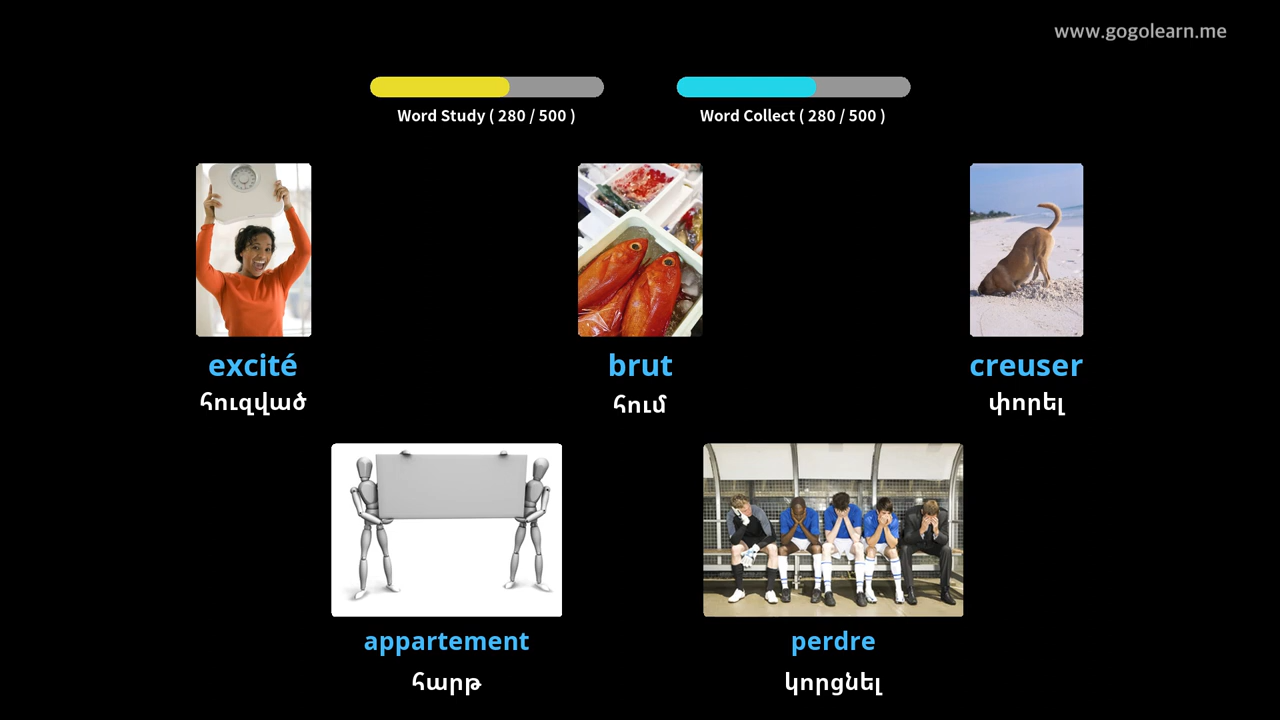 www.gogolearn.me
Word Study ( 280 / 500 )
Word Collect ( 280 / 500 )
excité
հուզված
brut
հում
creuser
փորել
appartement
հարթ
perdre
կորցնել